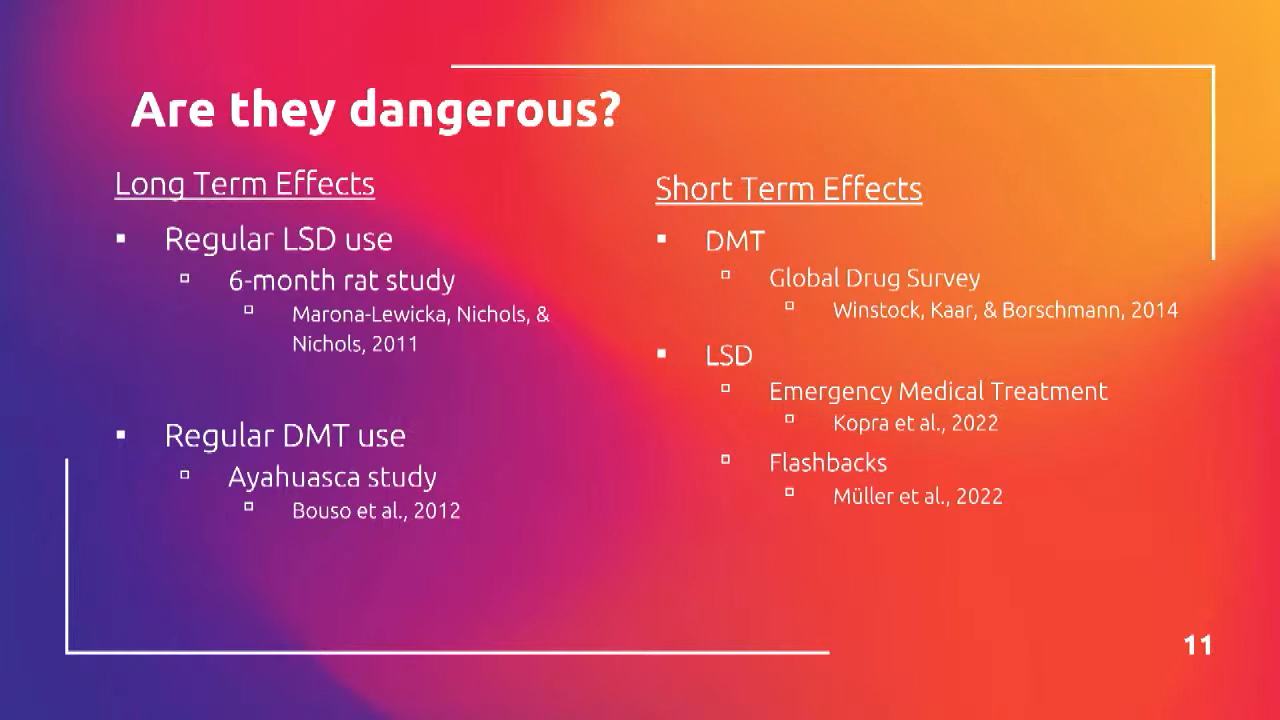 Are they dangerous?
Long Term Effects
Regular LSD use
6-month rat study
Marona-Lewicka, Nichols, &
Nichols, 2011
Regular DMT use
Ayahuasca study
Bouso et al., 2012
Short Term Effects
DMT
Global Drug Survey
Winstock, Kaar, & Borschmann, 2014
LSD
Emergency Medical Treatment
Kopra et al., 2022
Flashbacks
Müller et al., 2022
11